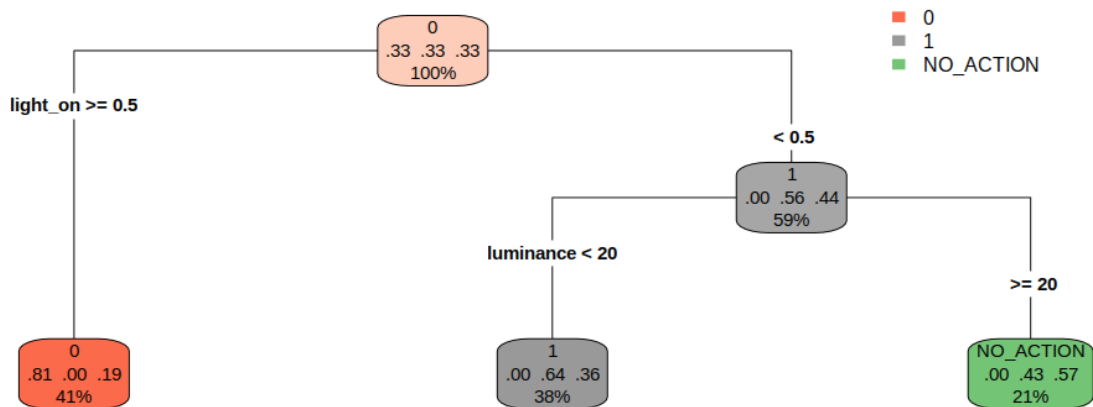 0
.33 .33 .33
100%
0
1
NO_ACTION
light_on >= 0.5
< 0.5
1
.00 .56 .44
59%
luminance < 20
>= 20
0
.81 .00 .19
41%
1
.00 .64 .36
38%
NO_ACTION
.00 .43 .57
21%